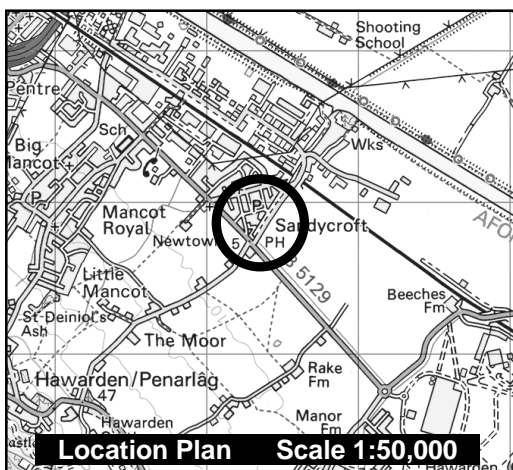 Shooting
School
Pentre
Sch
Wks
Big
Mancot
P
P
Mancot
Royal
Sandycroft
Newtown
5
PH
B 5129
Little
Mancot
Beeches
Fm
St Deiniol's
Ash
The Moor
Rake
Fm
Hawarden/Penarlâg
47
Hawarden
Manor
Fm
Location Plan Scale 1:50,000